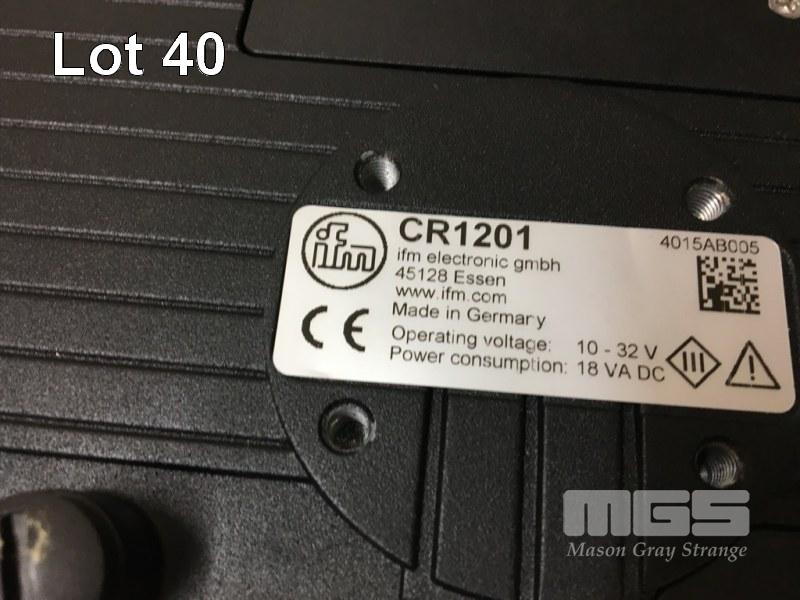 Lot 40
ifm
CR1201
4015AB005
ifm electronic gmbh
45128 Essen
www.ifm.com
Made in Germany
CE
Operating voltage: 10 - 32 V
Power consumption: 18 VA DC
III
MGS
Mason Gray Strange